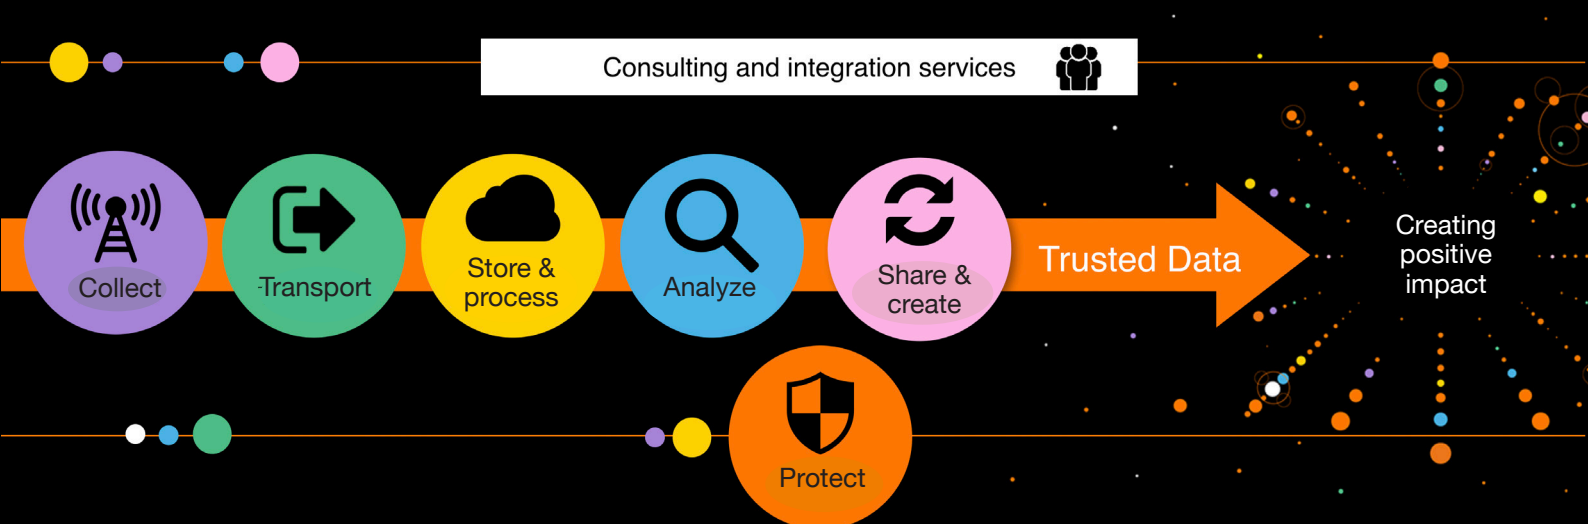 Consulting and integration services
Collect
-Transport
Store &
process
Analyze
Share &
create
Trusted Data
Creating
positive
impact
Protect